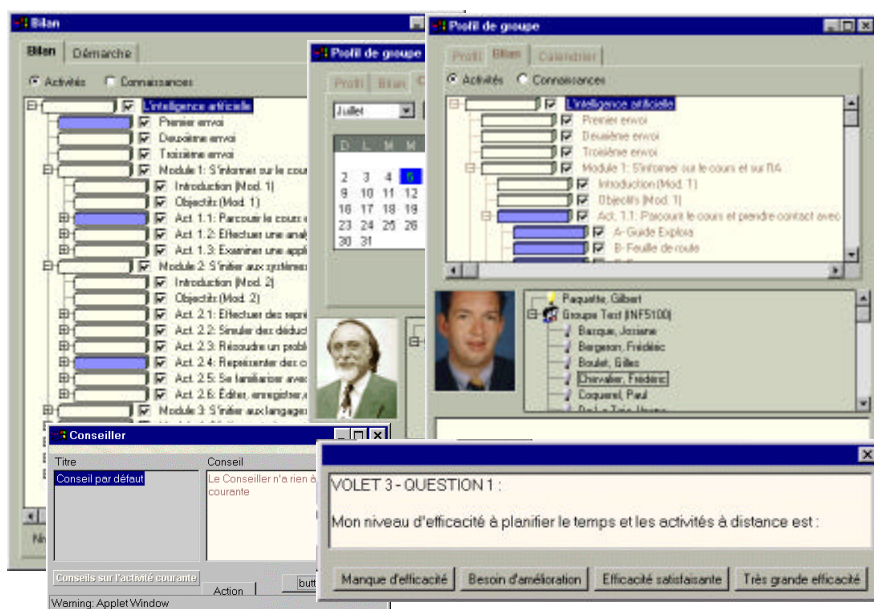 Bilan
Bilan Démarche
Activités Connaissances
L'intelligence artificielle
Premier envoi
Deuxième envoi
Troisième envoi
Module 1: S'informer sur le cour
Introduction (Mod. 1)
Objectifs (Mod. 1)
Act. 1.1: Parcourir le cours e
Act. 1.2: Effectuer une analy
Act. 1.3: Examiner une appli
Module 2: S'initier aux systèmes
Introduction (Mod. 2)
Objectifs (Mod. 2)
Act. 2.1: Effectuer des repré
Act. 2.2: Simuler des déduct
Act. 2.3: Résoudre un problè
Act. 2.4: Représenter des c
Act. 2.5: Se familiariser avec
Act. 2.6: Éditer, enregistrer,
Module 3: S'initier aux langages
Profil de groupe
Profil Bilan
Juillet
D L M M
2 3 4 5
9 10 11 12
16 17 18 19
23 24 25 26
30 31
Profil de groupe
Profil Bilan Calendrier
Activités Connaissances
L'intelligence artificielle
Premier envoi
Deuxième envoi
Troisième envoi
Module 1: S'informer sur le cours et sur l'IA
Introduction (Mod. 1)
Objectifs (Mod. 1)
Act. 1.1: Parcourir le cours et prendre contact avec
A- Guide Explora
B- Feuille de route
Paquette, Gilbert
Groupe Test (INF5100)
Basque, Josiane
Bergeron, Frédéric
Boulet, Gilles
Chevalier, Frédéric
Coquerel, Paul
Conseiller
Titre Conseil
Conseil par défaut
Le Conseiller n'a rien à
courante
Conseils sur l'activité courante
Action
butt
Warning: Applet Window
VOLET 3 - QUESTION 1 :
Mon niveau d'efficacité à planifier le temps et les activités à distance est :
Manque d'efficacité Besoin d'amélioration Efficacité satisfaisante Très grande efficacité